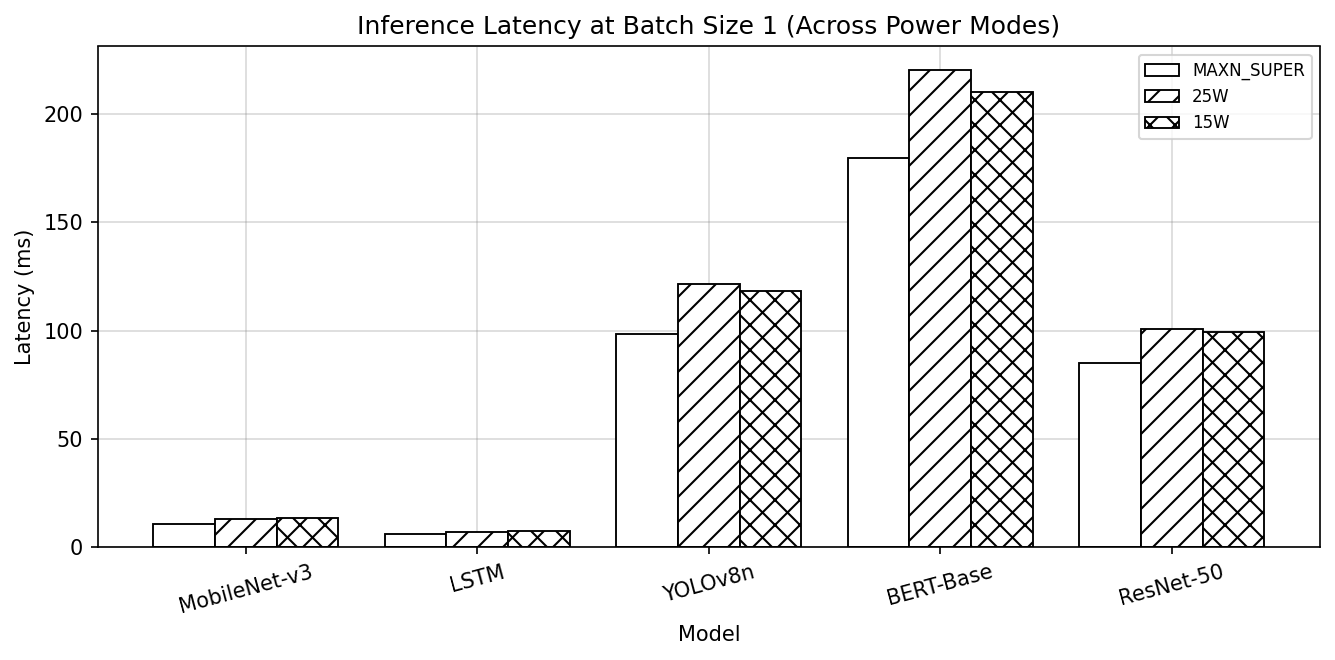 Inference Latency at Batch Size 1 (Across Power Modes)
MAXN_SUPER
25W
15W
Latency (ms)
200
150
100
50
0
MobileNet-v3
LSTM
YOLOv8n
BERT-Base
ResNet-50
Model